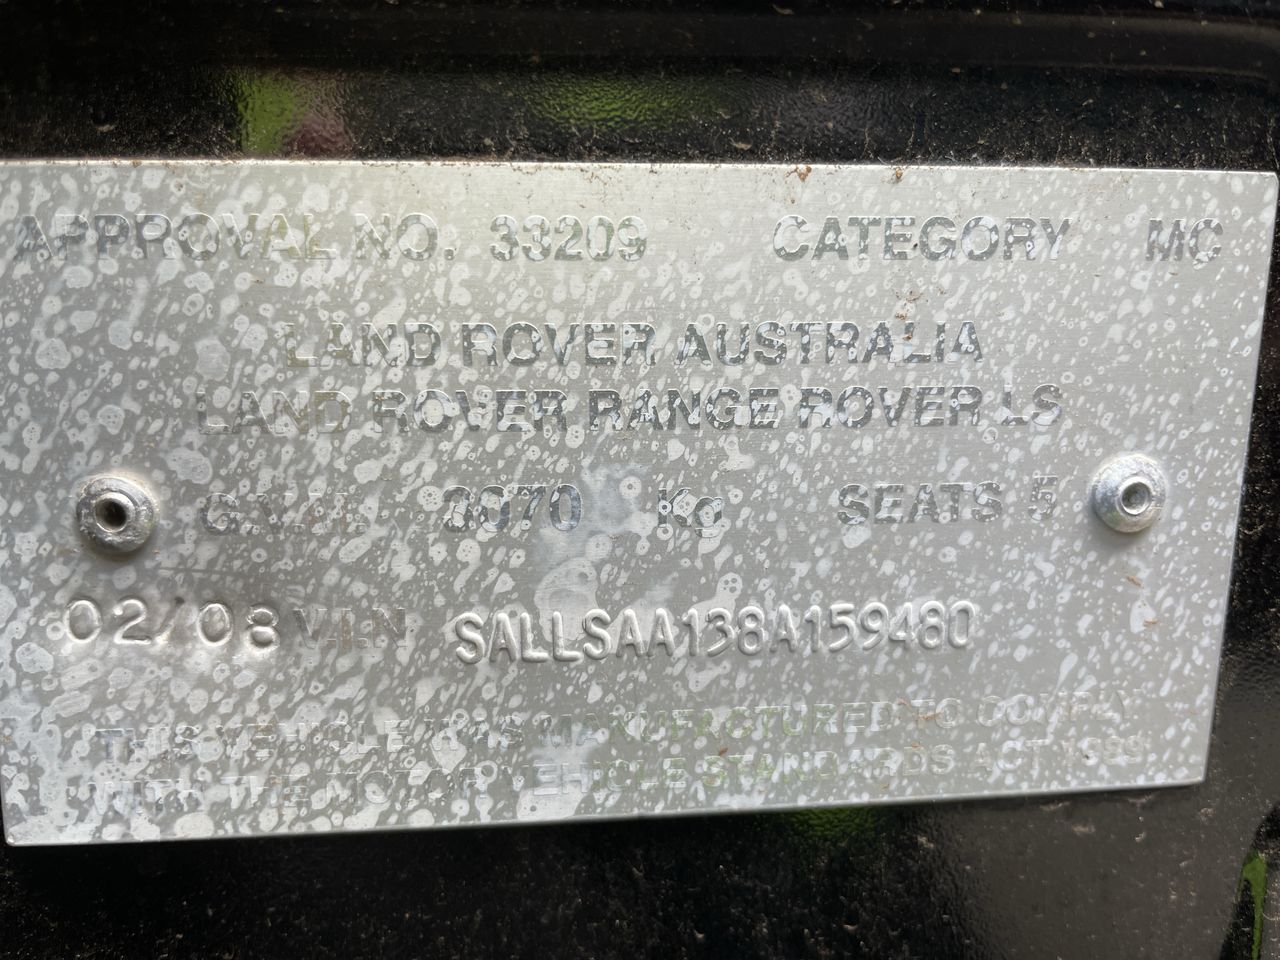 APPROVAL NO. 33209 CATEGORY MC
LAND ROVER AUSTRALIA
LAND ROVER RANGE ROVER LS
G.V.M. 3070 Kg SEATS 5
02/08 V.I.N SALLSAA138A159480
THIS VEHICLE WAS MANUFACTURED TO COMPLY
WITH THE MOTOR VEHICLE STANDARDS ACT 1989